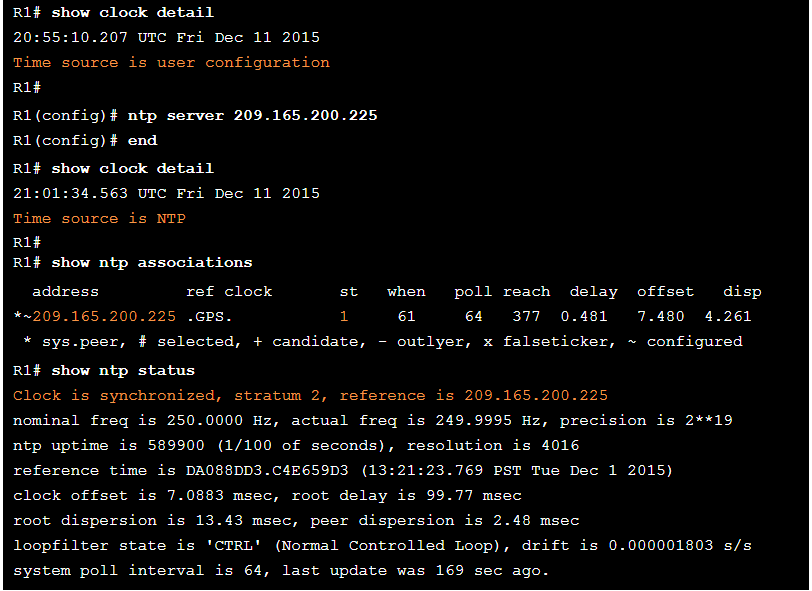 R1# show clock detail
20:55:10.207 UTC Fri Dec 11 2015
Time source is user configuration
R1#
R1(config)# ntp server 209.165.200.225
R1(config)# end
R1# show clock detail
21:01:34.563 UTC Fri Dec 11 2015
Time source is NTP
R1#
R1# show ntp associations
address ref clock st when poll reach delay offset disp
*~209.165.200.225 .GPS. 1 61 64 377 0.481 7.480 4.261
* sys.peer, # selected, + candidate, - outlyer, x falseticker, ~ configured
R1# show ntp status
Clock is synchronized, stratum 2, reference is 209.165.200.225
nominal freq is 250.0000 Hz, actual freq is 249.9995 Hz, precision is 2**19
ntp uptime is 589900 (1/100 of seconds), resolution is 4016
reference time is DA088DD3.C4E659D3 (13:21:23.769 PST Tue Dec 1 2015)
clock offset is 7.0883 msec, root delay is 99.77 msec
root dispersion is 13.43 msec, peer dispersion is 2.48 msec
loopfilter state is 'CTRL' (Normal Controlled Loop), drift is 0.000001803 s/s
system poll interval is 64, last update was 169 sec ago.